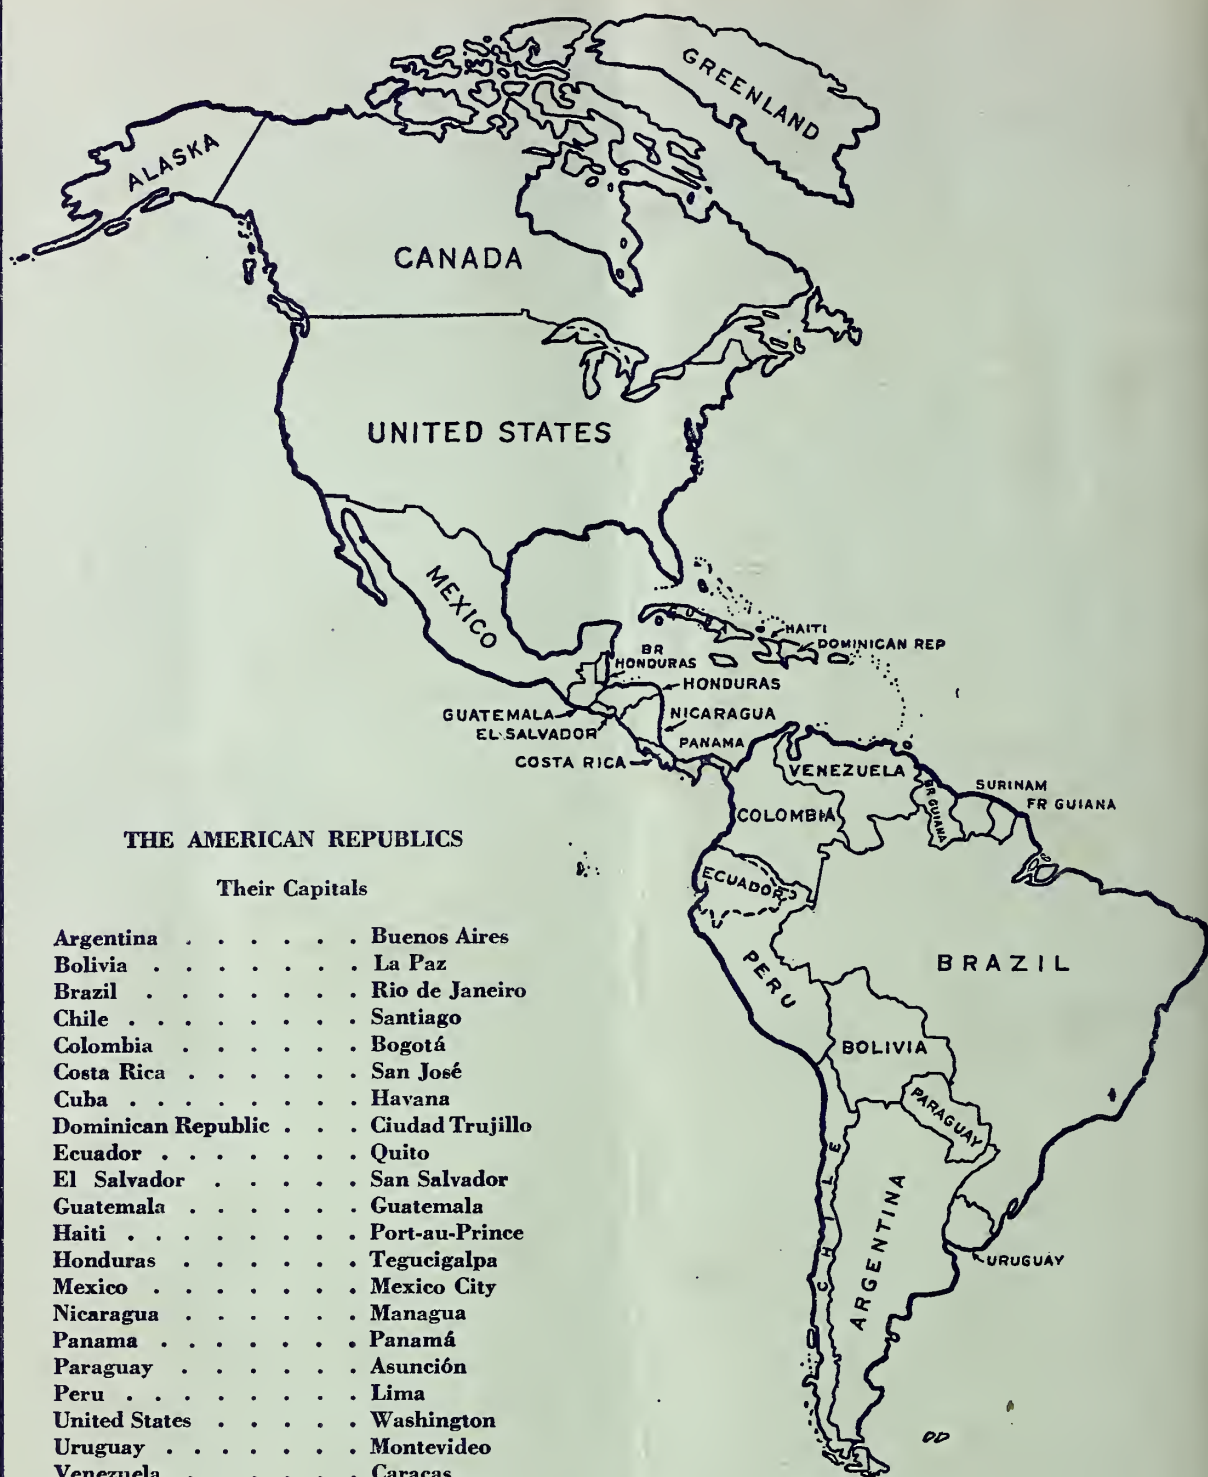 GREENLAND
ALASKA
CANADA
UNITED STATES
MEXICO
CUBA
HAITI
DOMINICAN REP
BR
HONDURAS
HONDURAS
GUATEMALA
NICARAGUA
EL SALVADOR
PANAMA
COSTA RICA
VENEZUELA
SURINAM
BR GUIANA
FR GUIANA
COLOMBIA
ECUADOR
BRAZIL
PERU
BOLIVIA
PARAGUAY
CHILE
ARGENTINA
URUGUAY
THE AMERICAN REPUBLICS
Their Capitals
Argentina . . . . . . Buenos Aires
Bolivia . . . . . . . La Paz
Brazil . . . . . . . . Rio de Janeiro
Chile . . . . . . . . Santiago
Colombia . . . . . . Bogotá
Costa Rica . . . . . . San José
Cuba . . . . . . . . Havana
Dominican Republic . . . Ciudad Trujillo
Ecuador . . . . . . . Quito
El Salvador . . . . . San Salvador
Guatemala . . . . . . Guatemala
Haiti . . . . . . . . Port-au-Prince
Honduras . . . . . . Tegucigalpa
Mexico . . . . . . . Mexico City
Nicaragua . . . . . . Managua
Panama . . . . . . . Panamá
Paraguay . . . . . . Asunción
Peru . . . . . . . . Lima
United States . . . . . Washington
Uruguay . . . . . . . Montevideo
Venezuela . . . . . . Caracas